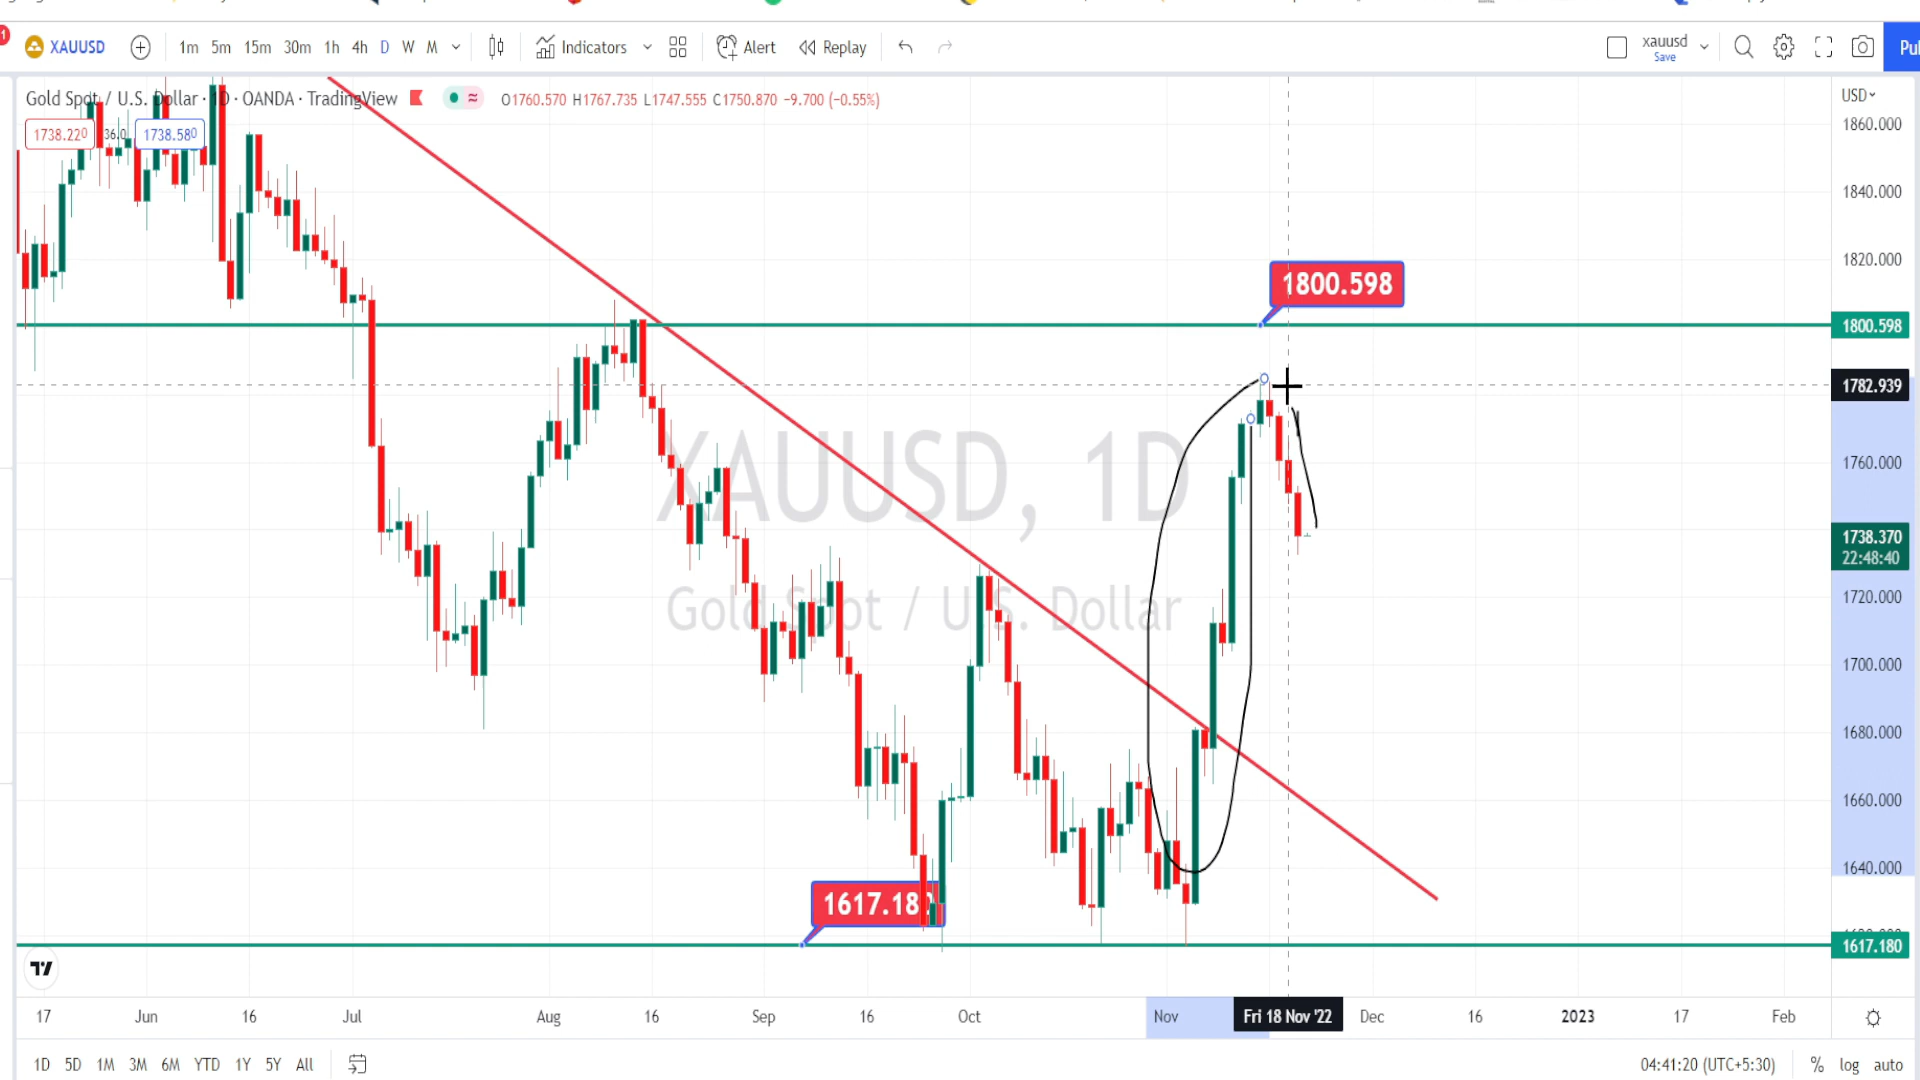 1
XAUUSD
1m 5m 15m 30m 1h 4h D W M
Indicators
Alert
Replay
xauusd
Save
Gold Spot / U.S. Dollar · 1D · OANDA · TradingView
O1760.570 H1767.735 L1747.555 C1750.870 −9.700 (−0.55%)
1738.220 36.0 1738.580
USD
1860.000
1840.000
1820.000
1800.598
1800.598
1782.939
XAUUSD, 1D
1760.000
1738.370
22:48:40
Gold Spot / U.S. Dollar
1720.000
1700.000
1680.000
1660.000
1640.000
1617.18
1617.180
17 Jun 16 Jul Aug 16 Sep 16 Oct Nov Fri 18 Nov '22 Dec 16 2023 17 Feb
1D 5D 1M 3M 6M YTD 1Y 5Y All
04:41:20 (UTC+5:30) % log auto